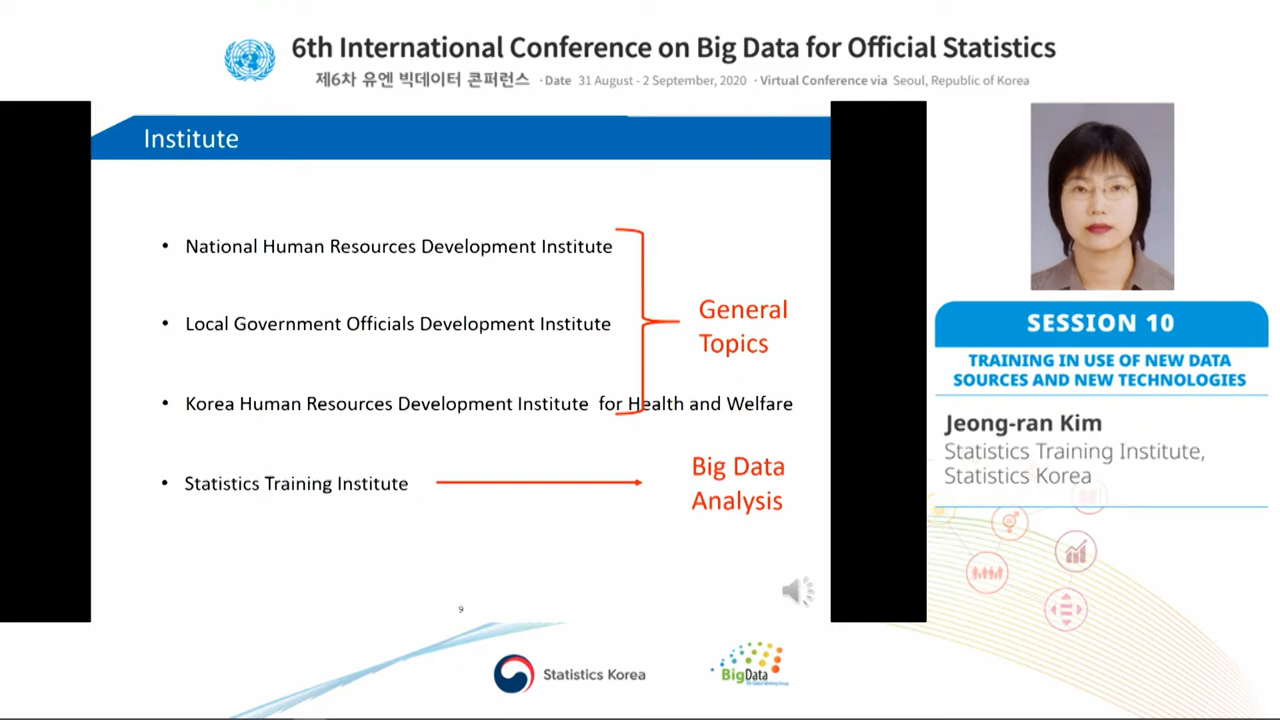 6th International Conference on Big Data for Official Statistics
제6차 유엔 빅데이터 콘퍼런스 · Date 31 August - 2 September, 2020 · Virtual Conference via Seoul, Republic of Korea
Institute
• National Human Resources Development Institute
• Local Government Officials Development Institute
• Korea Human Resources Development Institute for Health and Welfare
• Statistics Training Institute
General
Topics
Big Data
Analysis
9
SESSION 10
TRAINING IN USE OF NEW DATA
SOURCES AND NEW TECHNOLOGIES
Jeong-ran Kim
Statistics Training Institute,
Statistics Korea
Statistics Korea
BigData
UN Global Working Group